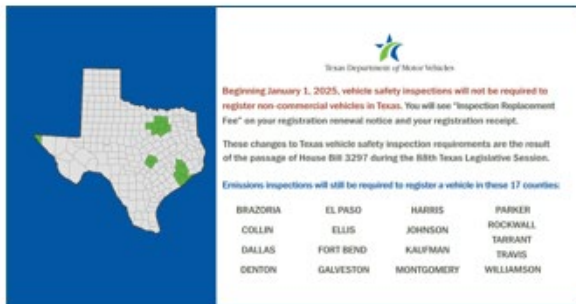 Texas Department of Motor Vehicles
Beginning January 1, 2025, vehicle safety inspections will not be required to
register non-commercial vehicles in Texas. You will see "Inspection Replacement
Fee" on your registration renewal notice and your registration receipt.
These changes to Texas vehicle safety inspection requirements are the result
of the passage of House Bill 3297 during the 88th Texas Legislative Session.
Emissions inspections will still be required to register a vehicle in these 17 counties:
BRAZORIA
COLLIN
DALLAS
DENTON
EL PASO
ELLIS
FORT BEND
GALVESTON
HARRIS
JOHNSON
KAUFMAN
MONTGOMERY
PARKER
ROCKWALL
TARRANT
TRAVIS
WILLIAMSON